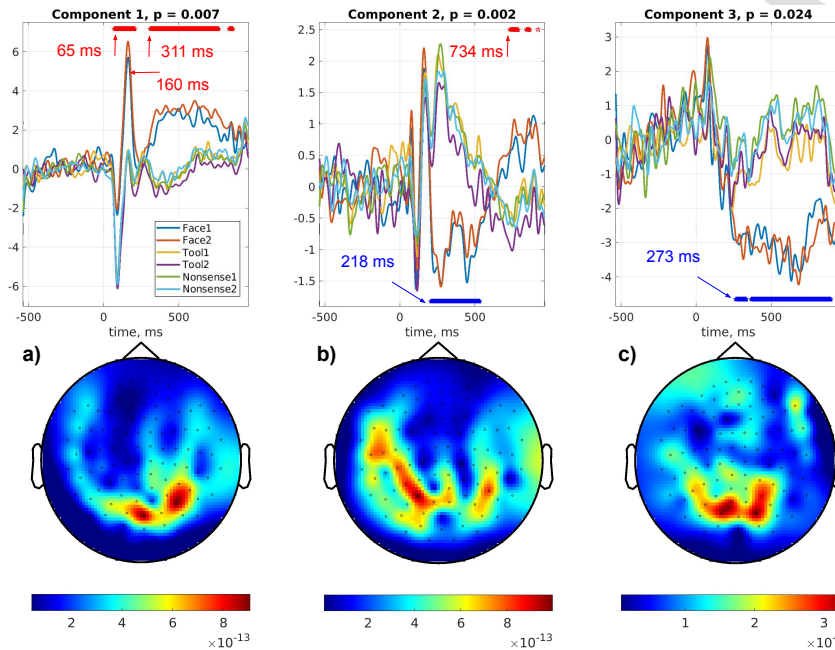 Component 1, p = 0.007
6
4
2
0
-2
-4
-6
65 ms
311 ms
160 ms
Face1
Face2
Tool1
Tool2
Nonsense1
Nonsense2
-500
0
500
time, ms
Component 2, p = 0.002
2.5
2
1.5
1
0.5
0
-0.5
-1
-1.5
734 ms
218 ms
-500
0
500
time, ms
Component 3, p = 0.024
3
2
1
0
-1
-2
-3
-4
273 ms
-500
0
500
time, ms
a)
b)
c)
2
4
6
8
×10-13
2
4
6
8
×10-13
1
2
3